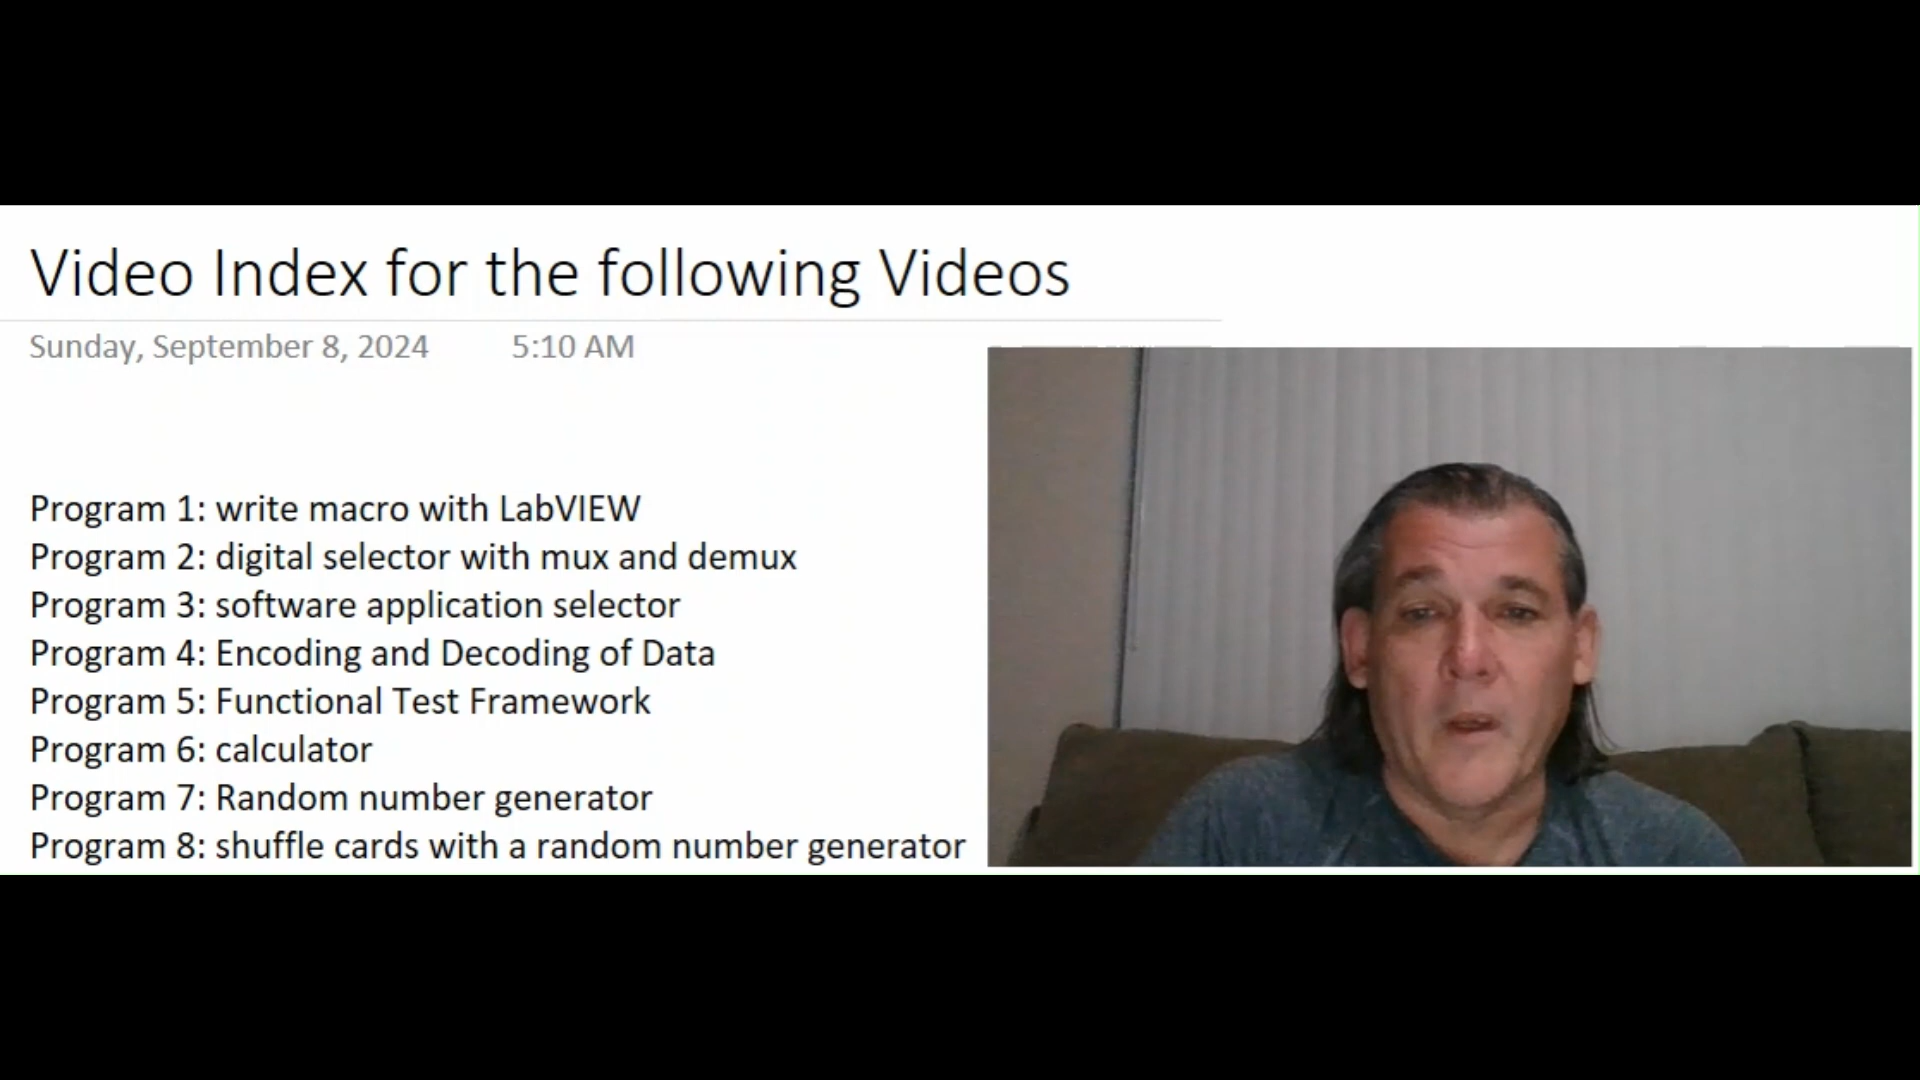 Video Index for the following Videos
Sunday, September 8, 2024 5:10 AM
Program 1: write macro with LabVIEW
Program 2: digital selector with mux and demux
Program 3: software application selector
Program 4: Encoding and Decoding of Data
Program 5: Functional Test Framework
Program 6: calculator
Program 7: Random number generator
Program 8: shuffle cards with a random number generator